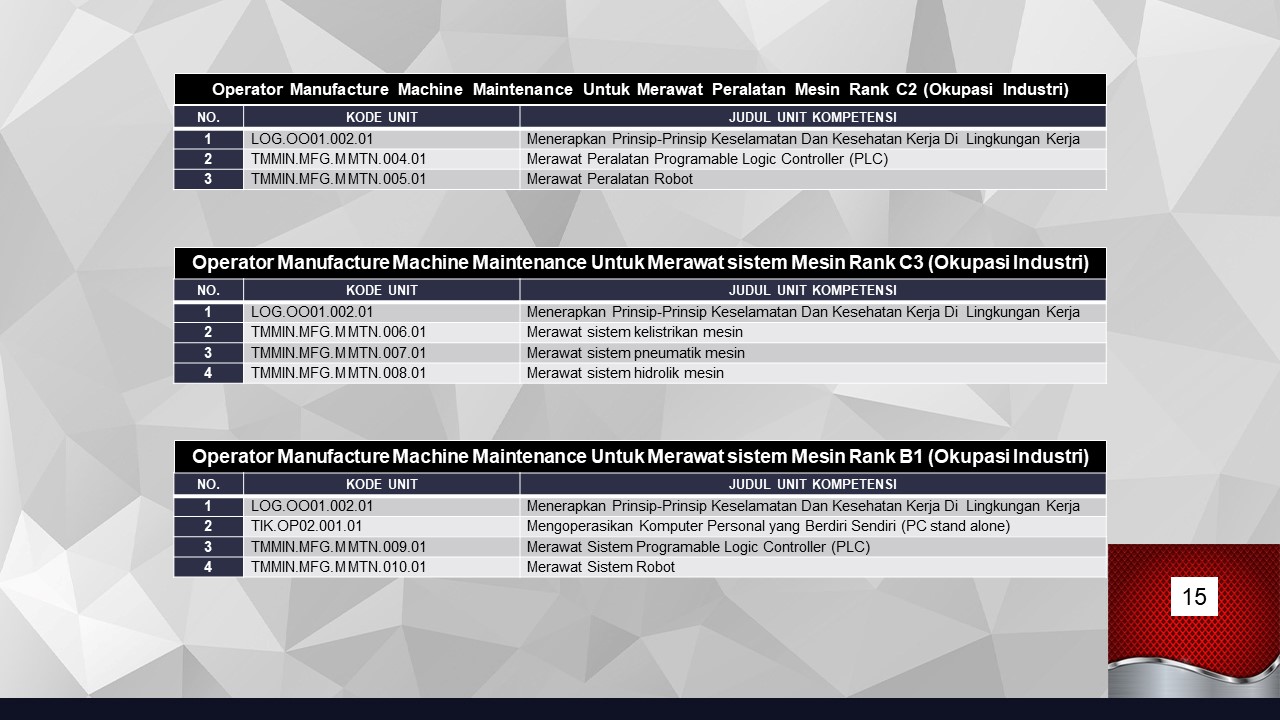 Operator Manufacture Machine Maintenance Untuk Merawat Peralatan Mesin Rank C2 (Okupasi Industri)
NO. KODE UNIT JUDUL UNIT KOMPETENSI
1 LOG.OO01.002.01 Menerapkan Prinsip-Prinsip Keselamatan Dan Kesehatan Kerja Di Lingkungan Kerja
2 TMMIN.MFG.MMTN.004.01 Merawat Peralatan Programable Logic Controller (PLC)
3 TMMIN.MFG.MMTN.005.01 Merawat Peralatan Robot
Operator Manufacture Machine Maintenance Untuk Merawat sistem Mesin Rank C3 (Okupasi Industri)
NO. KODE UNIT JUDUL UNIT KOMPETENSI
1 LOG.OO01.002.01 Menerapkan Prinsip-Prinsip Keselamatan Dan Kesehatan Kerja Di Lingkungan Kerja
2 TMMIN.MFG.MMTN.006.01 Merawat sistem kelistrikan mesin
3 TMMIN.MFG.MMTN.007.01 Merawat sistem pneumatik mesin
4 TMMIN.MFG.MMTN.008.01 Merawat sistem hidrolik mesin
Operator Manufacture Machine Maintenance Untuk Merawat sistem Mesin Rank B1 (Okupasi Industri)
NO. KODE UNIT JUDUL UNIT KOMPETENSI
1 LOG.OO01.002.01 Menerapkan Prinsip-Prinsip Keselamatan Dan Kesehatan Kerja Di Lingkungan Kerja
2 TIK.OP02.001.01 Mengoperasikan Komputer Personal yang Berdiri Sendiri (PC stand alone)
3 TMMIN.MFG.MMTN.009.01 Merawat Sistem Programable Logic Controller (PLC)
4 TMMIN.MFG.MMTN.010.01 Merawat Sistem Robot
15